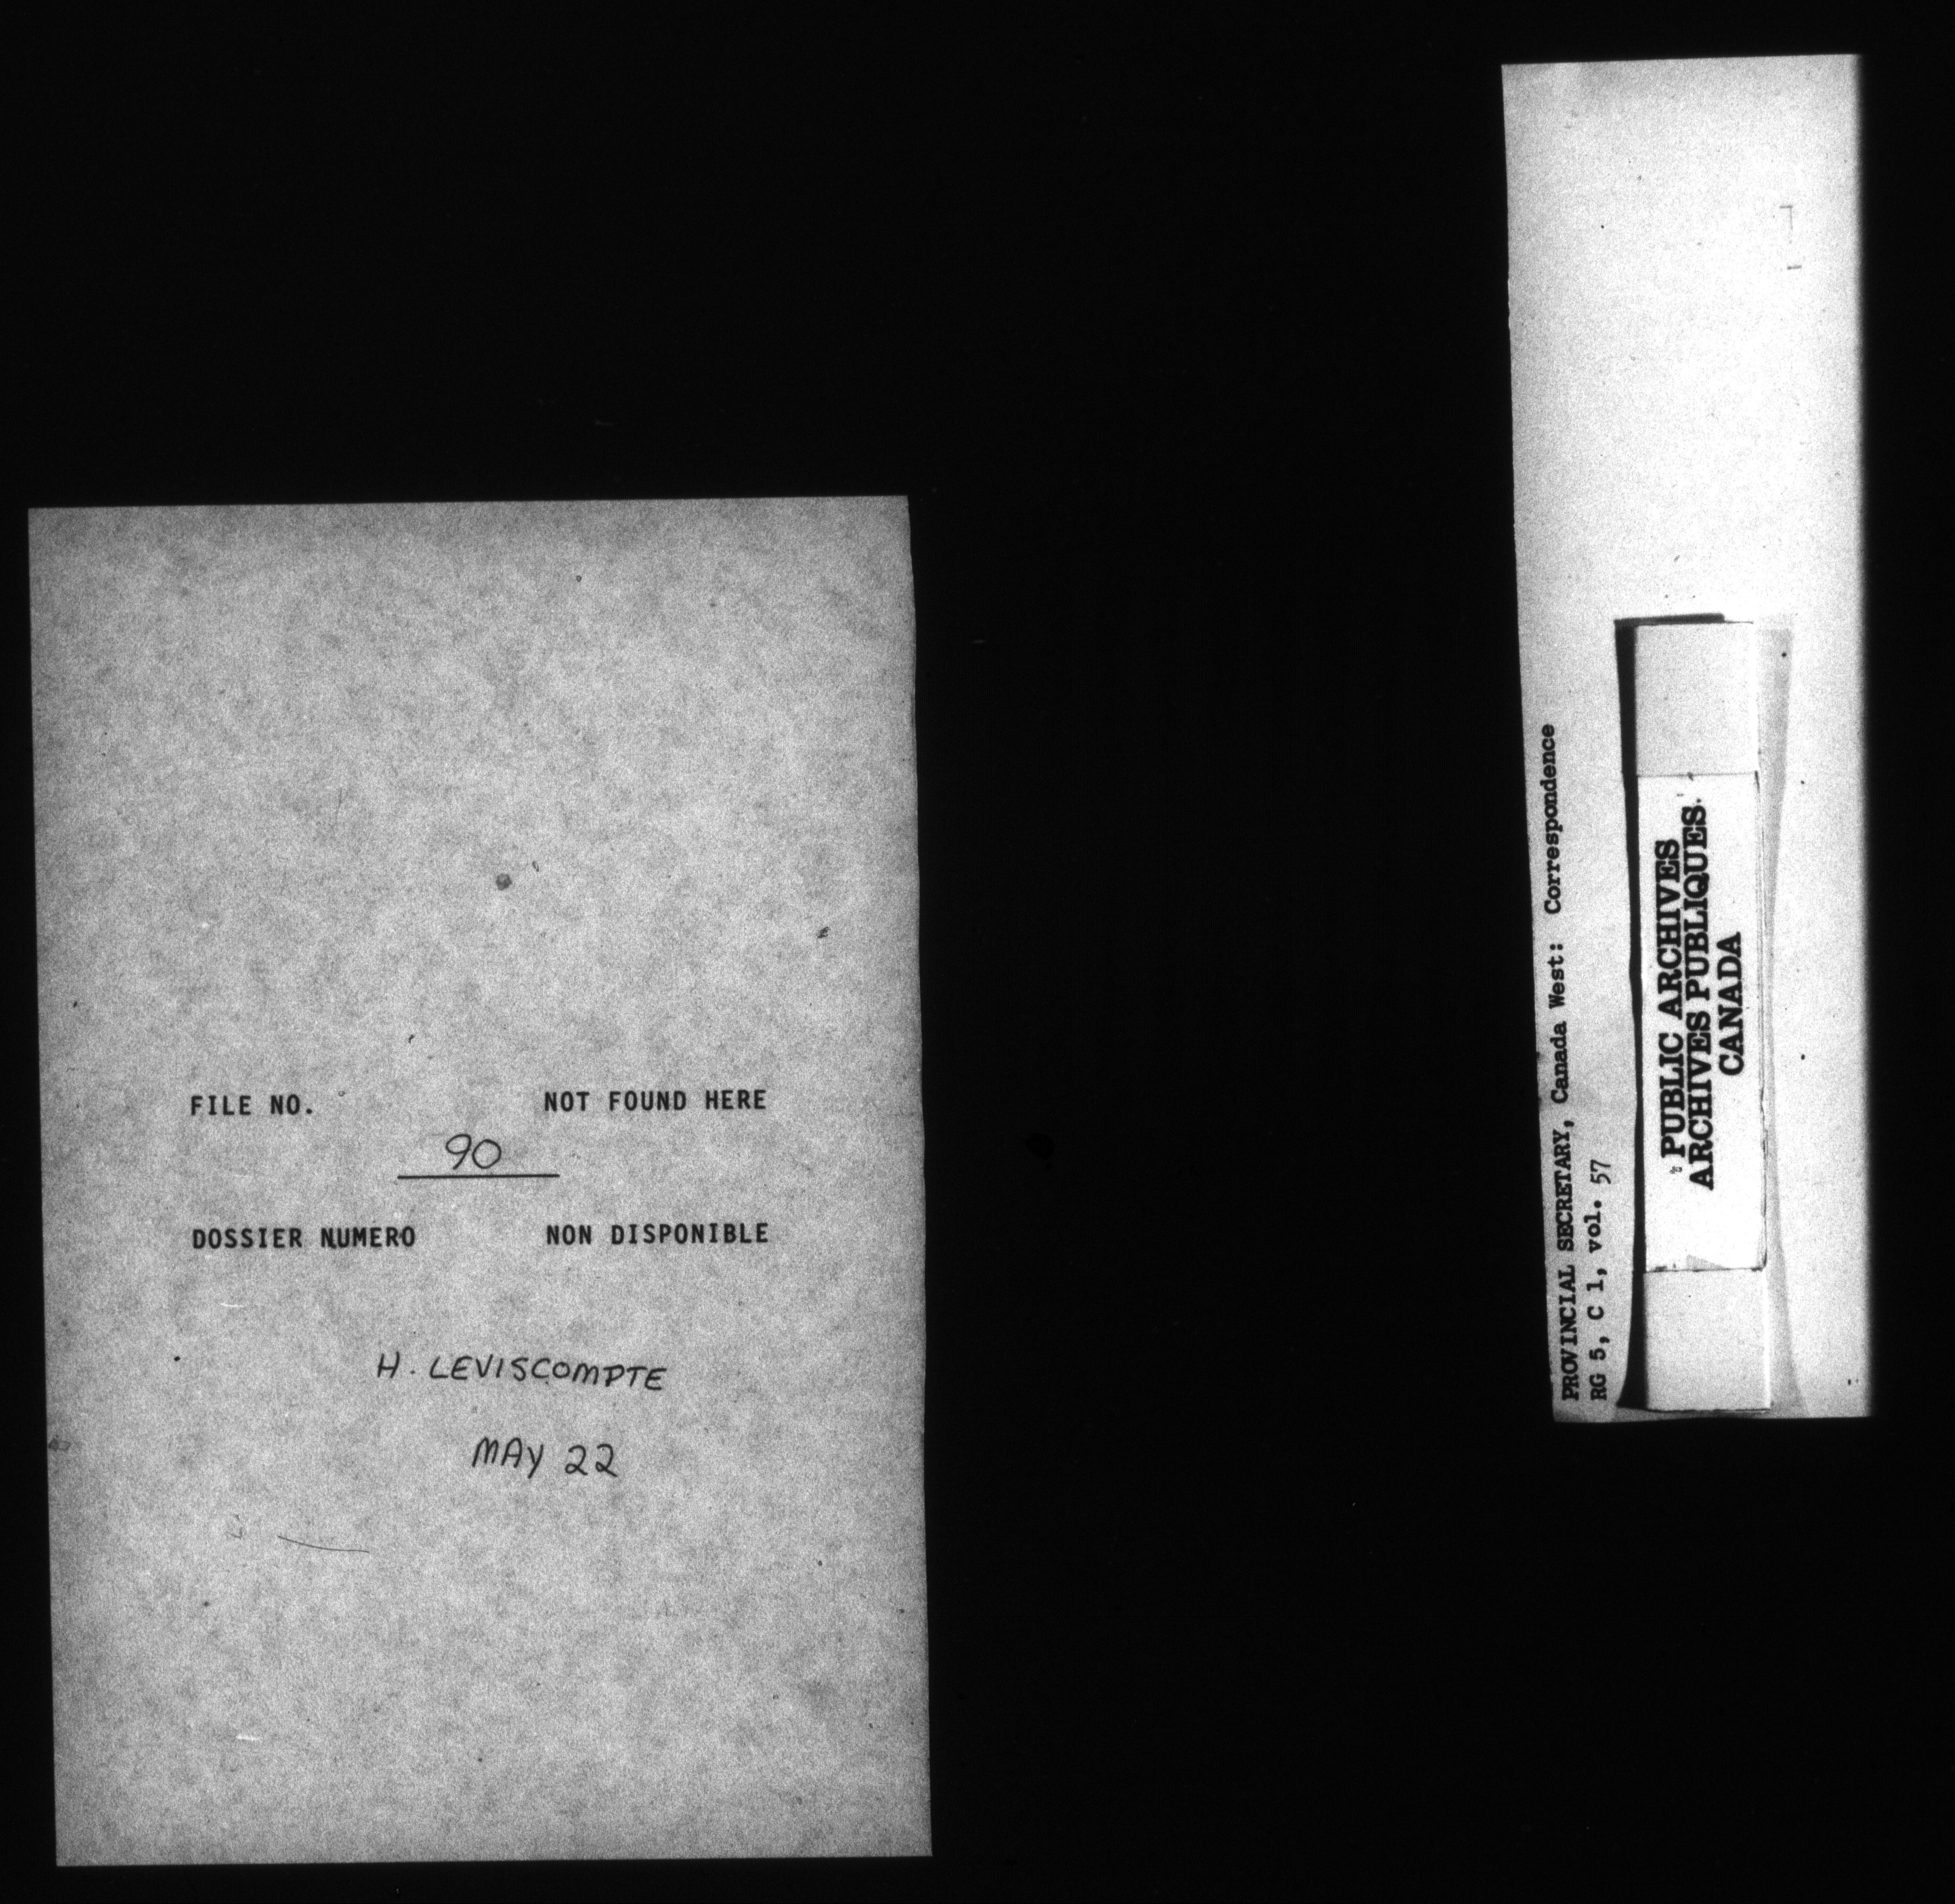 FILE NO. NOT FOUND HERE
90
DOSSIER NUMERO NON DISPONIBLE
H. LEVISCOMPTE
MAY 22
PROVINCIAL SECRETARY, Canada West: Correspondence
RG 5, C 1, vol. 57
PUBLIC ARCHIVES
ARCHIVES PUBLIQUES
CANADA